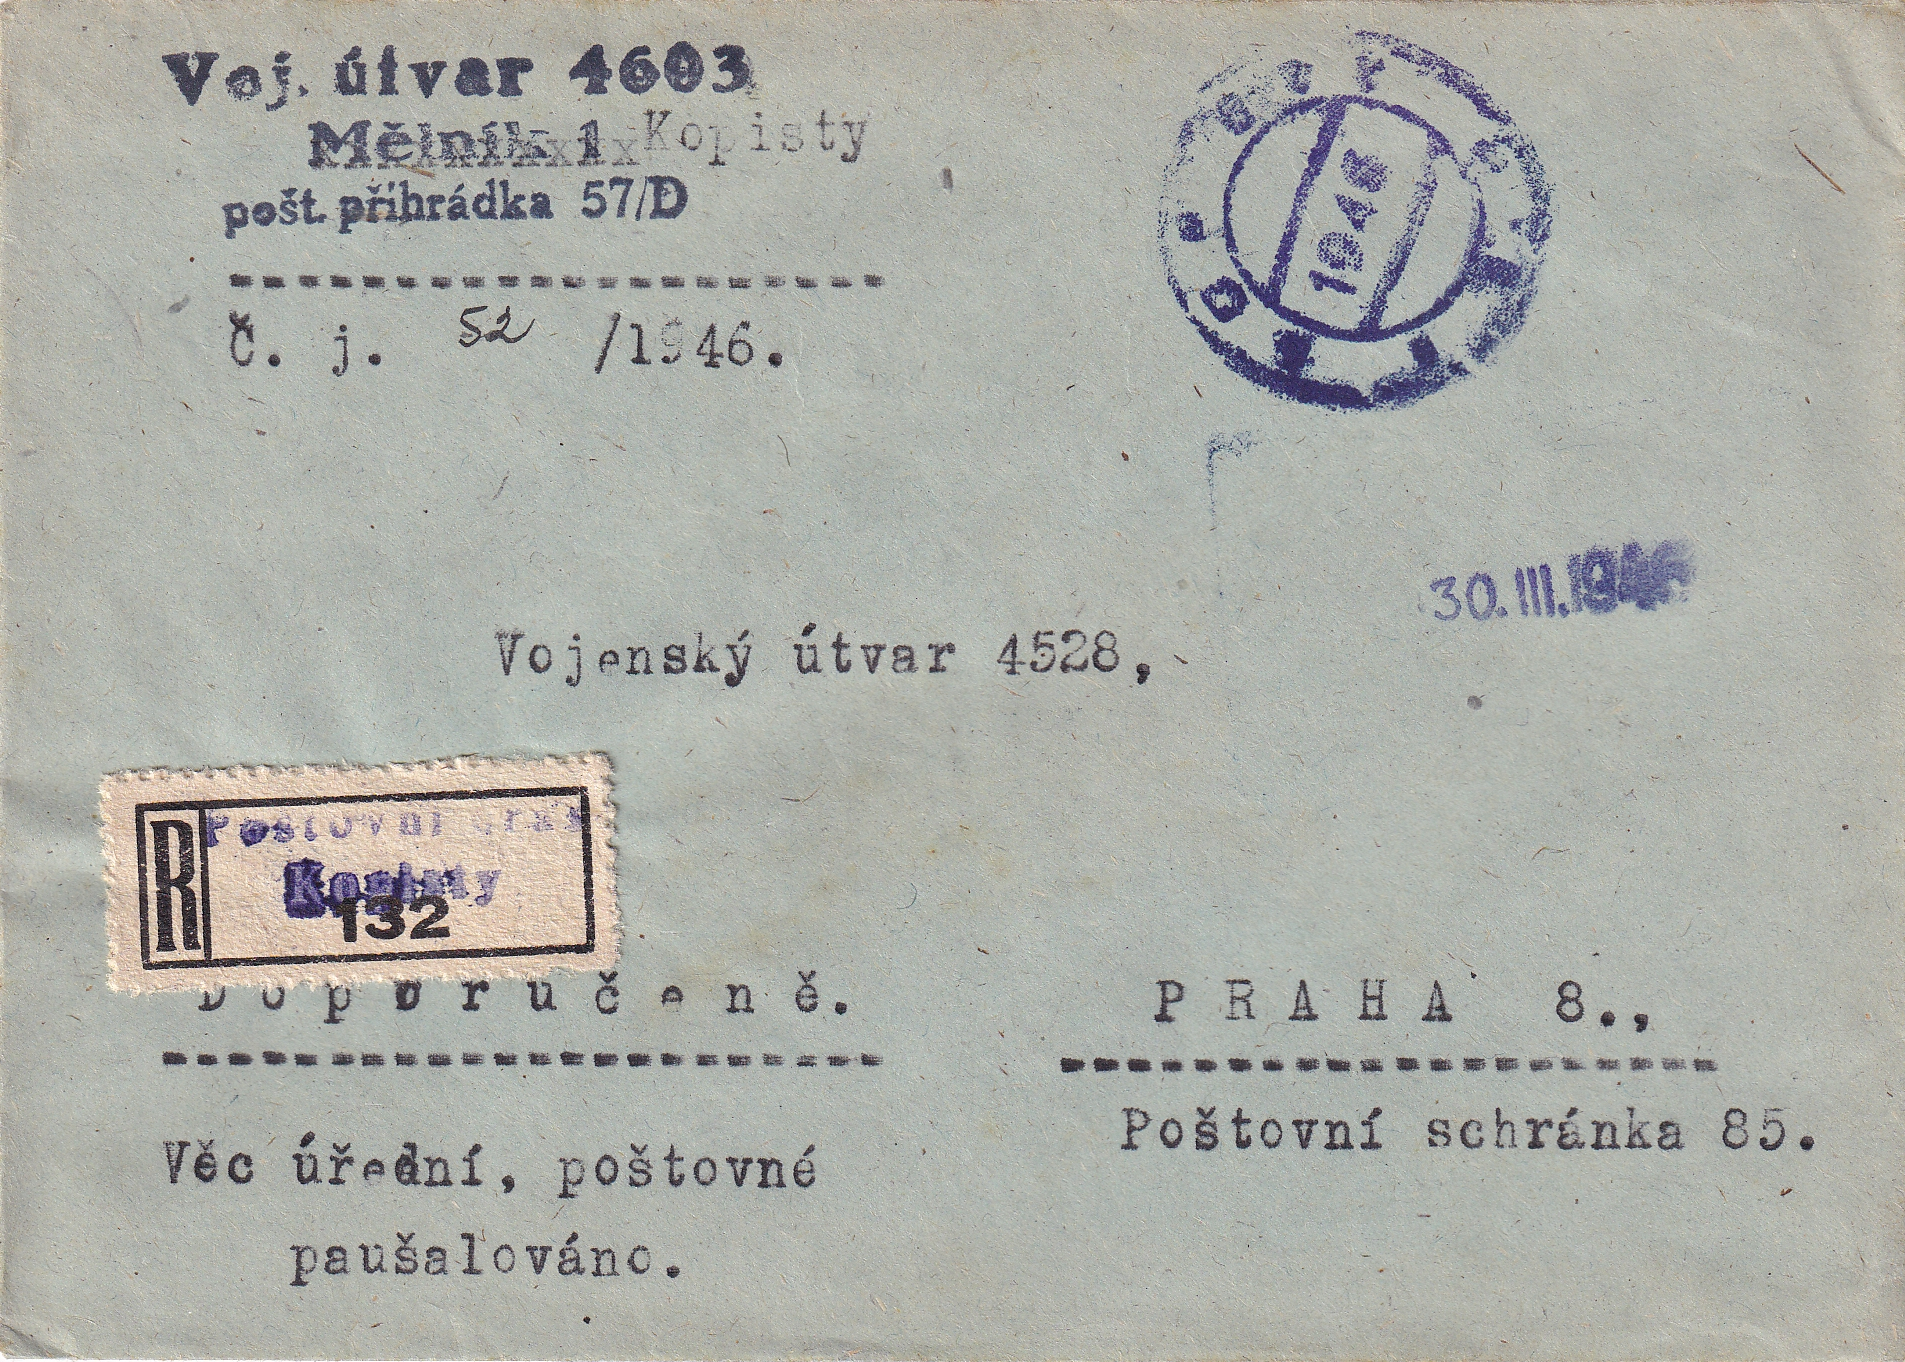 Voj. útvar 4603
Mělník 1 Kopisty
pošt. přihrádka 57/D
Č. j. 52 /1946.
1946
30.III.1946
Vojenský útvar 4528,
R Poštovní
Kopisty
132
Doporučeně.
PRAHA 8.,
Poštovní schránka 85.
Věc úřední, poštovné
paušalováno.